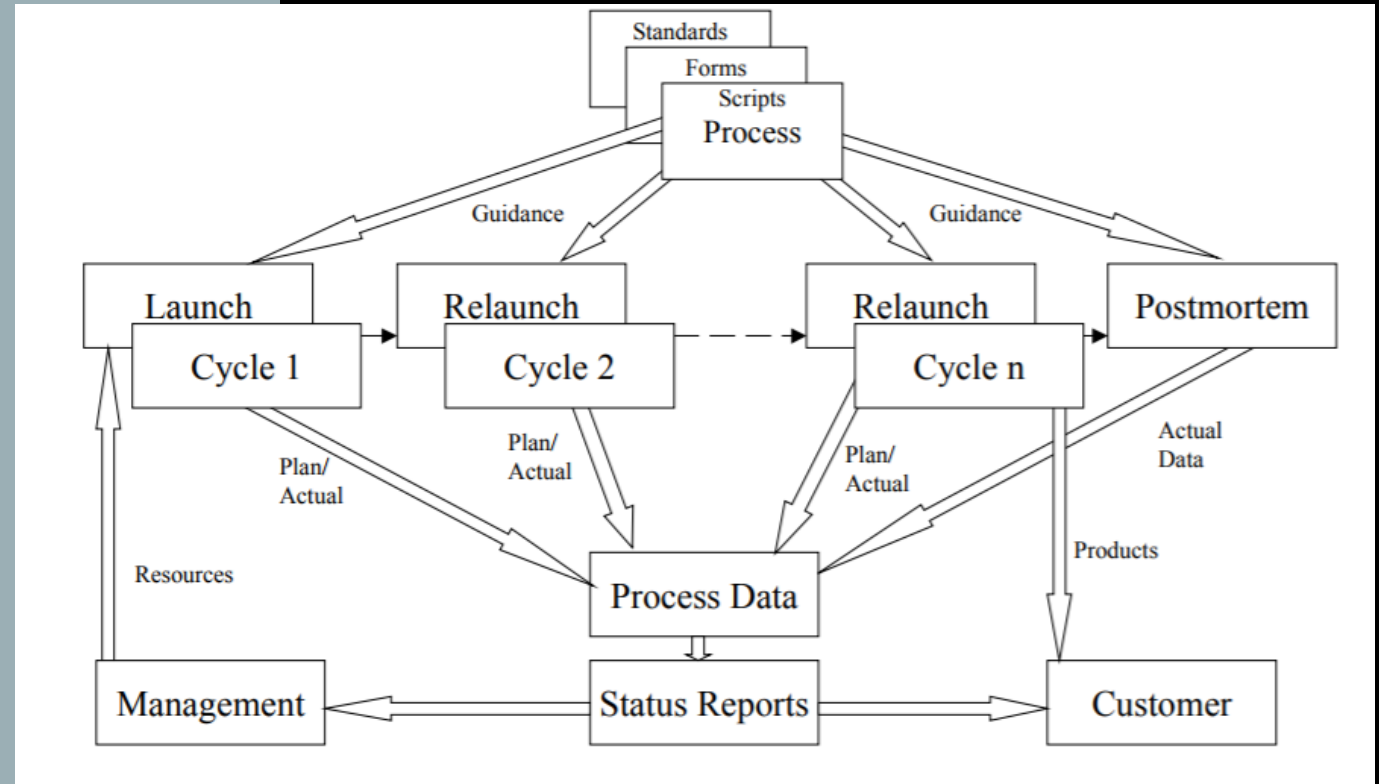 Standards
Forms
Scripts
Process
Guidance
Guidance
Launch
Relaunch
Relaunch
Postmortem
Cycle 1
Cycle 2
Cycle n
Plan/
Actual
Plan/
Actual
Plan/
Actual
Actual
Data
Resources
Products
Process Data
Management
Status Reports
Customer